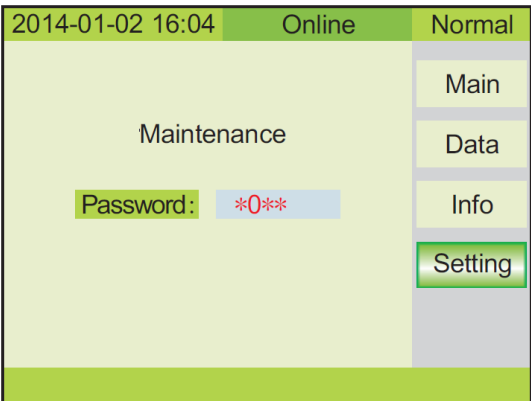 2014-01-02 16:04 Online Normal
Main
Maintenance
Data
Password: *0**
Info
Setting